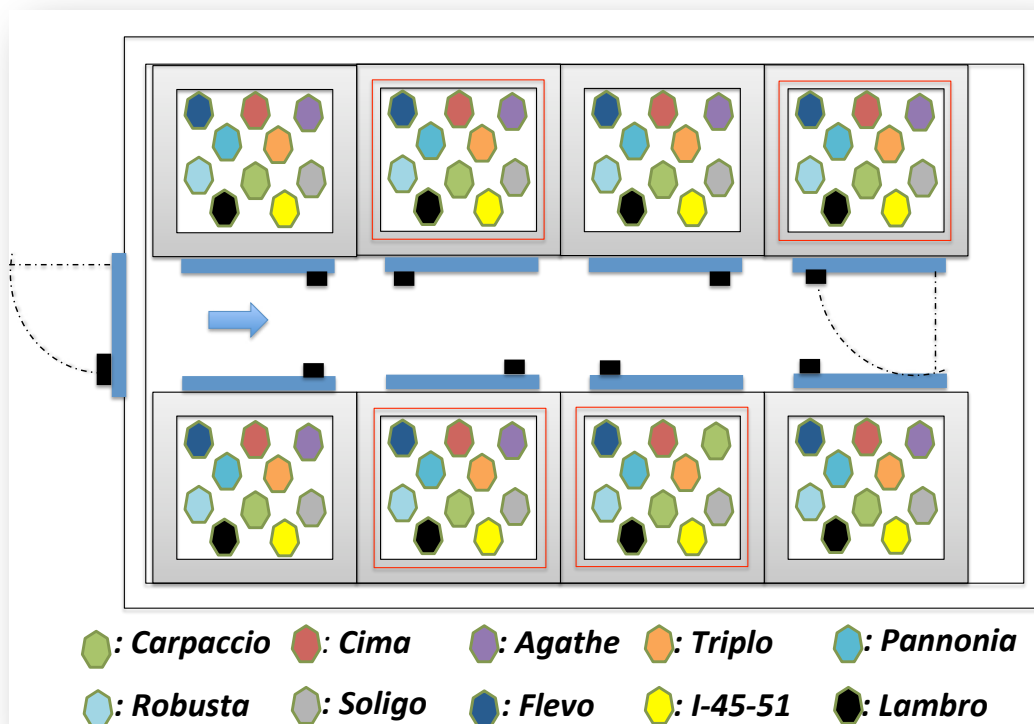 : Carpaccio : Cima : Agathe : Triplo : Pannonia
: Robusta : Soligo : Flevo : I-45-51 : Lambro